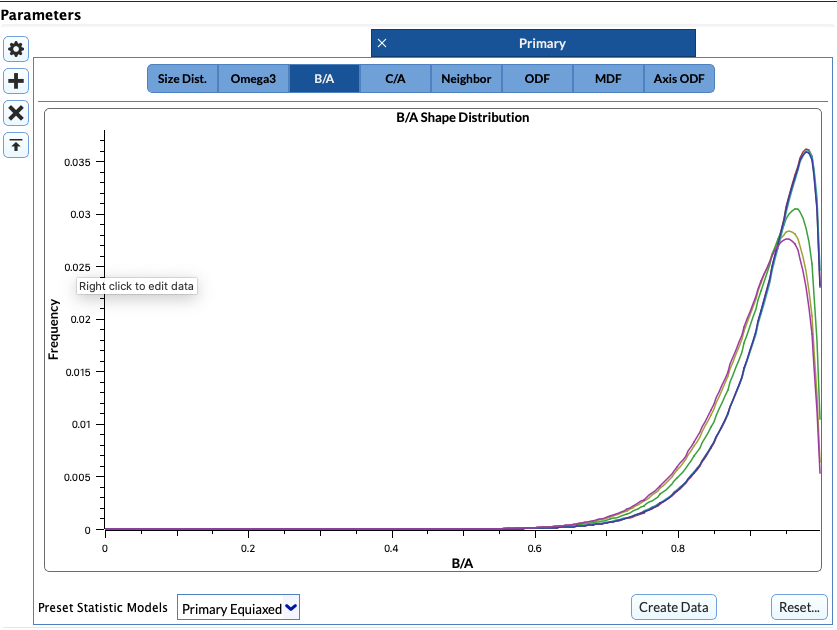 Parameters
Primary
Size Dist. Omega3 B/A C/A Neighbor ODF MDF Axis ODF
B/A Shape Distribution
0.035
0.03
0.025
Right click to edit data
0.02
Frequency
0.015
0.01
0.005
0
0 0.2 0.4 0.6 0.8
B/A
Preset Statistic Models Primary Equiaxed Create Data Reset...